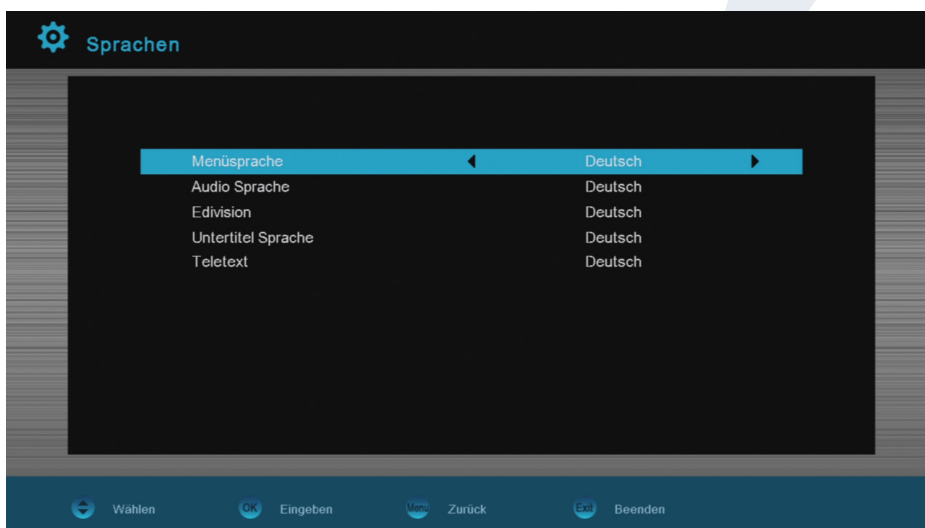 Sprachen
Menüsprache Deutsch
Audio Sprache Deutsch
Edivision Deutsch
Untertitel Sprache Deutsch
Teletext Deutsch
Wählen OK Eingeben Menu Zurück Exit Beenden